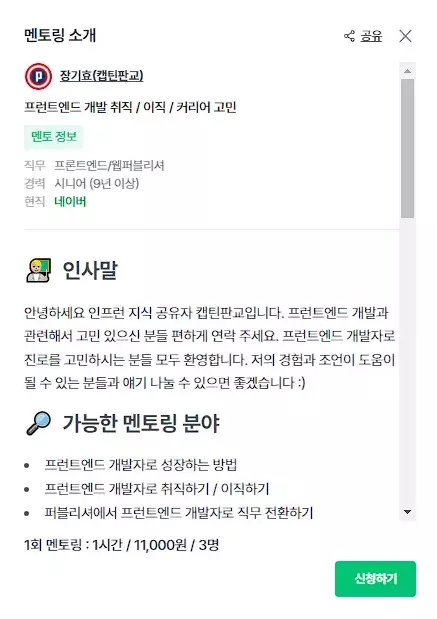 멘토링 소개
공유
장기효(캡틴판교)
프런트엔드 개발 취직 / 이직 / 커리어 고민
멘토 정보
직무 프론트엔드/웹퍼블리셔
경력 시니어 (9년 이상)
현직 네이버
인사말
안녕하세요 인프런 지식 공유자 캡틴판교입니다. 프런트엔드 개발과
관련해서 고민 있으신 분들 편하게 연락 주세요. 프런트엔드 개발자로
진로를 고민하시는 분들 모두 환영합니다. 저의 경험과 조언이 도움이
될 수 있는 분들과 얘기 나눌 수 있으면 좋겠습니다 :)
가능한 멘토링 분야
• 프런트엔드 개발자로 성장하는 방법
• 프런트엔드 개발자로 취직하기 / 이직하기
• 퍼블리셔에서 프런트엔드 개발자로 직무 전환하기
1회 멘토링 : 1시간 / 11,000원 / 3명
신청하기